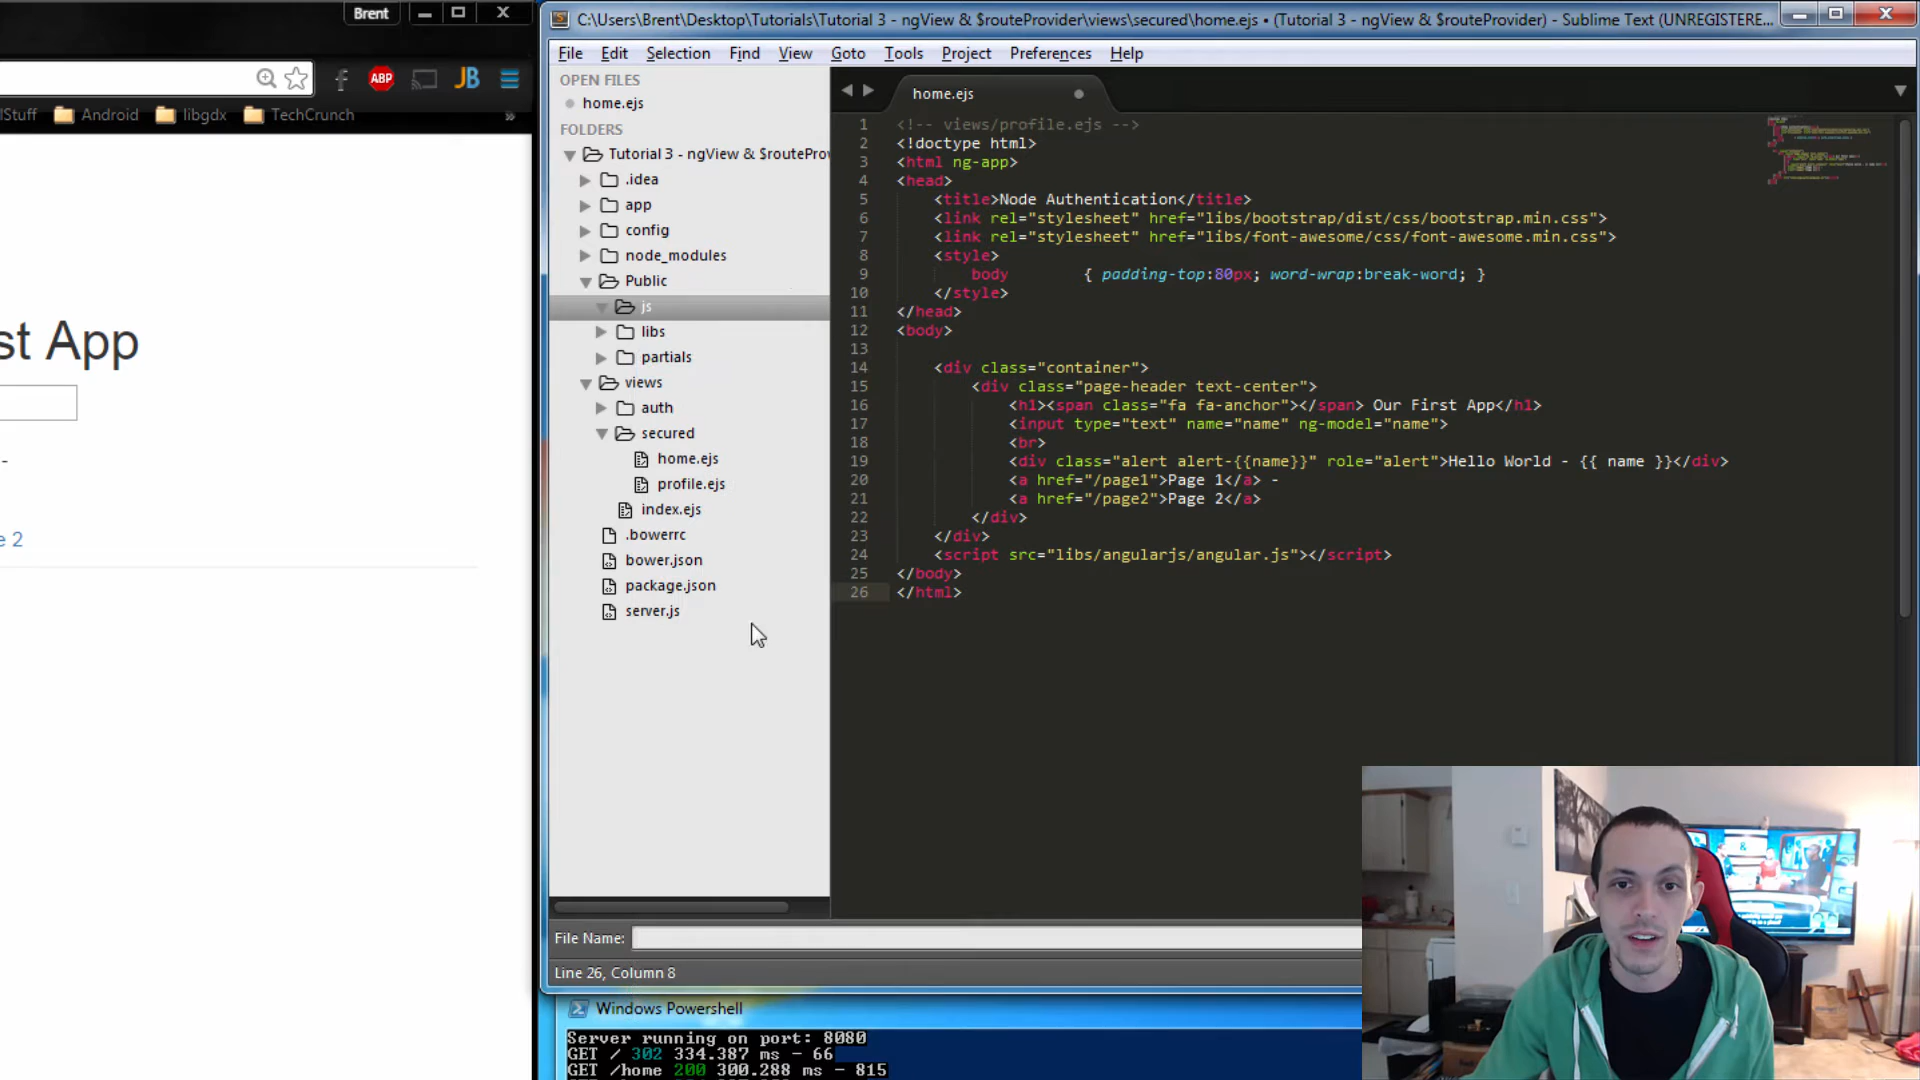 Brent
lStuff Android libgdx TechCrunch »
ABP JB
st App
-
e 2
C:\Users\Brent\Desktop\Tutorials\Tutorial 3 - ngView & $routeProvider\views\secured\home.ejs • (Tutorial 3 - ngView & $routeProvider) - Sublime Text (UNREGISTERE...
File Edit Selection Find View Goto Tools Project Preferences Help
OPEN FILES
home.ejs
FOLDERS
Tutorial 3 - ngView & $routePro
.idea
app
config
node_modules
Public
js
libs
partials
views
auth
secured
home.ejs
profile.ejs
index.ejs
.bowerrc
bower.json
package.json
server.js
home.ejs
1 <!-- views/profile.ejs -->
2 <!doctype html>
3 <html ng-app>
4 <head>
5 <title>Node Authentication</title>
6 <link rel="stylesheet" href="libs/bootstrap/dist/css/bootstrap.min.css">
7 <link rel="stylesheet" href="libs/font-awesome/css/font-awesome.min.css">
8 <style>
9 body { padding-top:80px; word-wrap:break-word; }
10 </style>
11 </head>
12 <body>
13
14 <div class="container">
15 <div class="page-header text-center">
16 <h1><span class="fa fa-anchor"></span> Our First App</h1>
17 <input type="text" name="name" ng-model="name">
18 <br>
19 <div class="alert alert-{{name}}" role="alert">Hello World - {{ name }}</div>
20 <a href="/page1">Page 1</a> -
21 <a href="/page2">Page 2</a>
22 </div>
23 </div>
24 <script src="libs/angularjs/angular.js"></script>
25 </body>
26 </html>
File Name:
Line 26, Column 8
Windows Powershell
Server running on port: 8080
GET / 302 334.387 ms - 66
GET /home 200 300.288 ms - 815